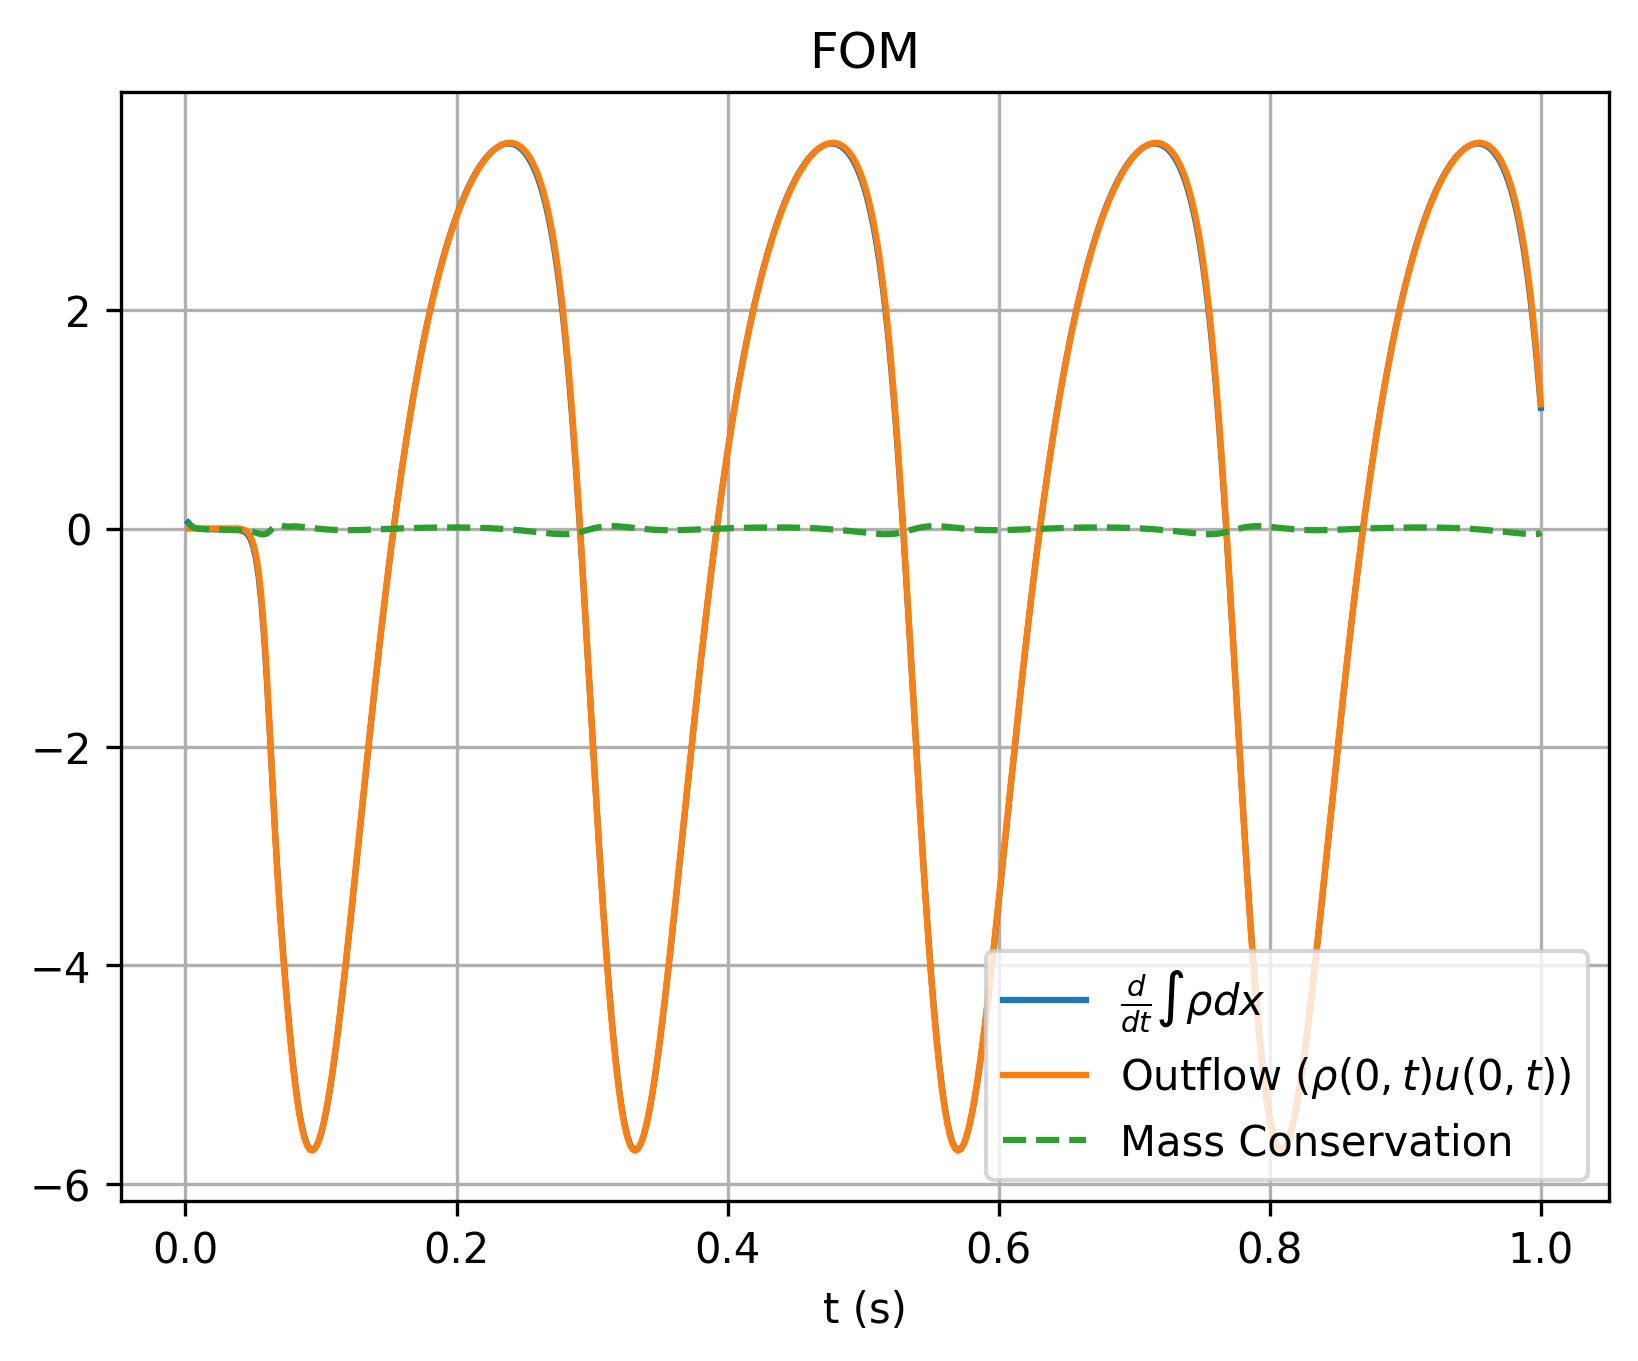 FOM
2
0
−2
−4
−6
0.0 0.2 0.4 0.6 0.8 1.0
t (s)
d/dt ∫ρdx
Outflow (ρ(0, t)u(0, t))
Mass Conservation